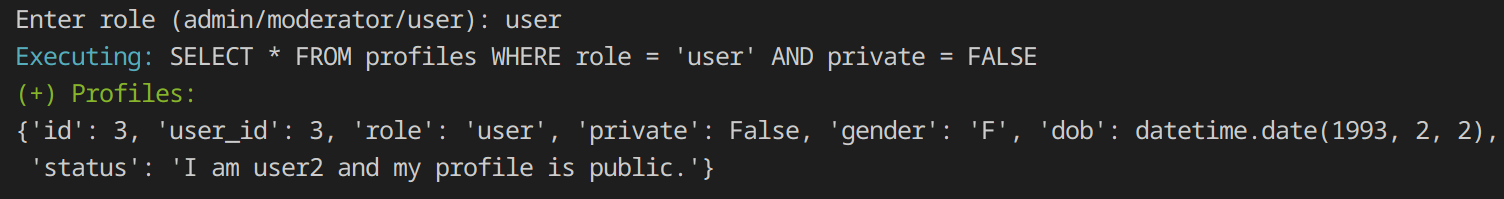 Enter role (admin/moderator/user): user
Executing: SELECT * FROM profiles WHERE role = 'user' AND private = FALSE
(+) Profiles:
{'id': 3, 'user_id': 3, 'role': 'user', 'private': False, 'gender': 'F', 'dob': datetime.date(1993, 2, 2),
'status': 'I am user2 and my profile is public.'}